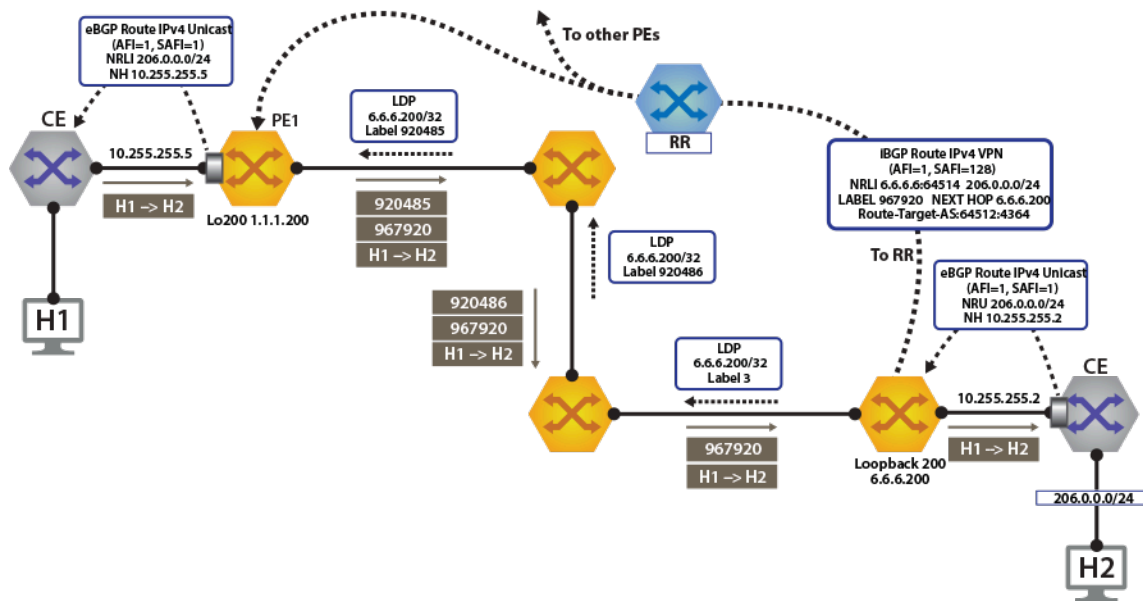 eBGP Route IPv4 Unicast
(AFI=1, SAFI=1)
NRLI 206.0.0.0/24
NH 10.255.255.5
To other PEs
CE
PE1
LDP
6.6.6.200/32
Label 920485
RR
10.255.255.5
H1 –> H2
Lo200 1.1.1.200
920485
967920
H1 –> H2
iBGP Route IPv4 VPN
(AFI=1, SAFI=128)
NRLI 6.6.6.6:64514 206.0.0.0/24
LABEL 967920 NEXT HOP 6.6.6.200
Route-Target-AS:64512:4364
LDP
6.6.6.200/32
Label 920486
To RR
eBGP Route IPv4 Unicast
(AFI=1, SAFI=1)
NRU 206.0.0.0/24
NH 10.255.255.2
H1
920486
967920
H1 –> H2
LDP
6.6.6.200/32
Label 3
CE
10.255.255.2
967920
H1 –> H2
Loopback 200
6.6.6.200
H1 –> H2
206.0.0.0/24
H2